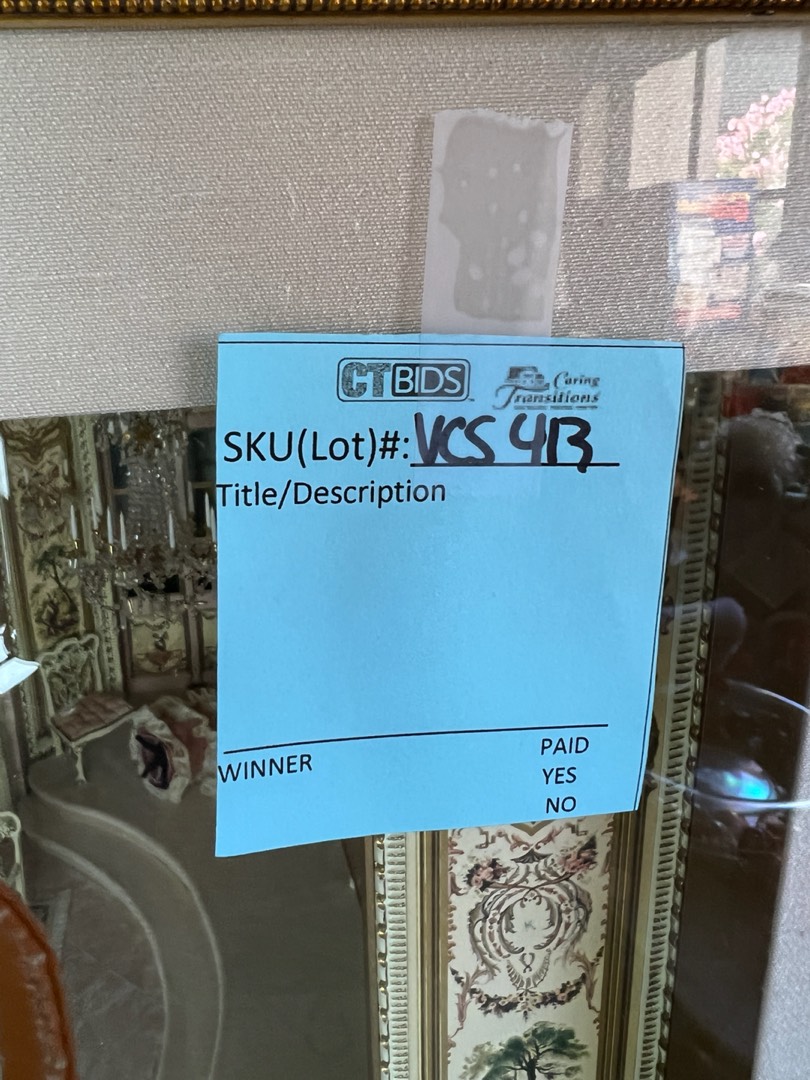 CTBIDS
Caring
Transitions
SKU(Lot)#: VCS 413
Title/Description
WINNER
PAID
YES
NO